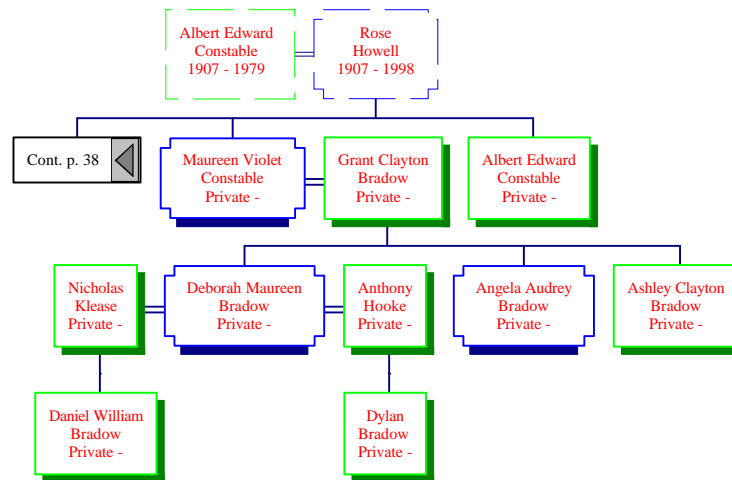 Albert Edward
Constable
1907 - 1979
Rose
Howell
1907 - 1998
Cont. p. 38
Maureen Violet
Constable
Private -
Grant Clayton
Bradow
Private -
Albert Edward
Constable
Private -
Nicholas
Klease
Private -
Deborah Maureen
Bradow
Private -
Anthony
Hooke
Private -
Angela Audrey
Bradow
Private -
Ashley Clayton
Bradow
Private -
Daniel William
Bradow
Private -
Dylan
Bradow
Private -